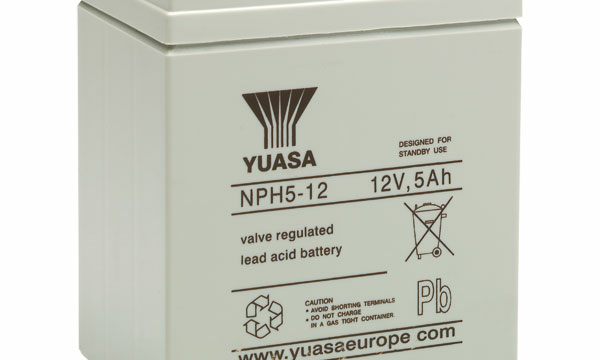 YUASA
DESIGNED FOR
STANDBY USE
NPH5-12 12V, 5Ah
valve regulated
lead acid battery
CAUTION
• AVOID SHORTING TERMINALS
• DO NOT CHARGE
IN A GAS TIGHT CONTAINER.
Pb
www.yuasaeurope.com